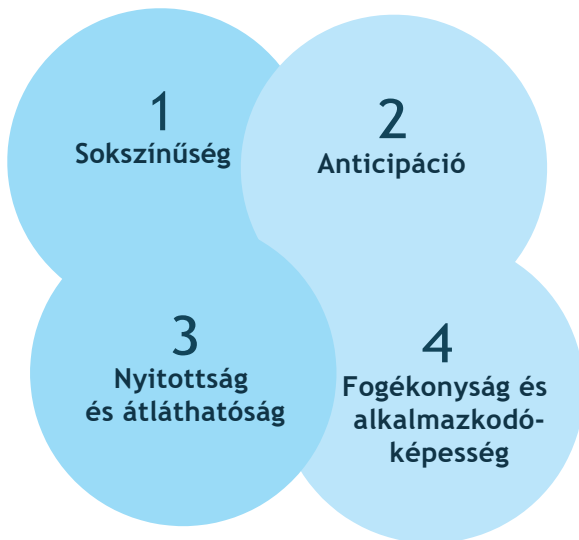 1
Sokszínűség
2
Anticipáció
3
Nyitottság
és átláthatóság
4
Fogékonyság és
alkalmazkodó-
képesség